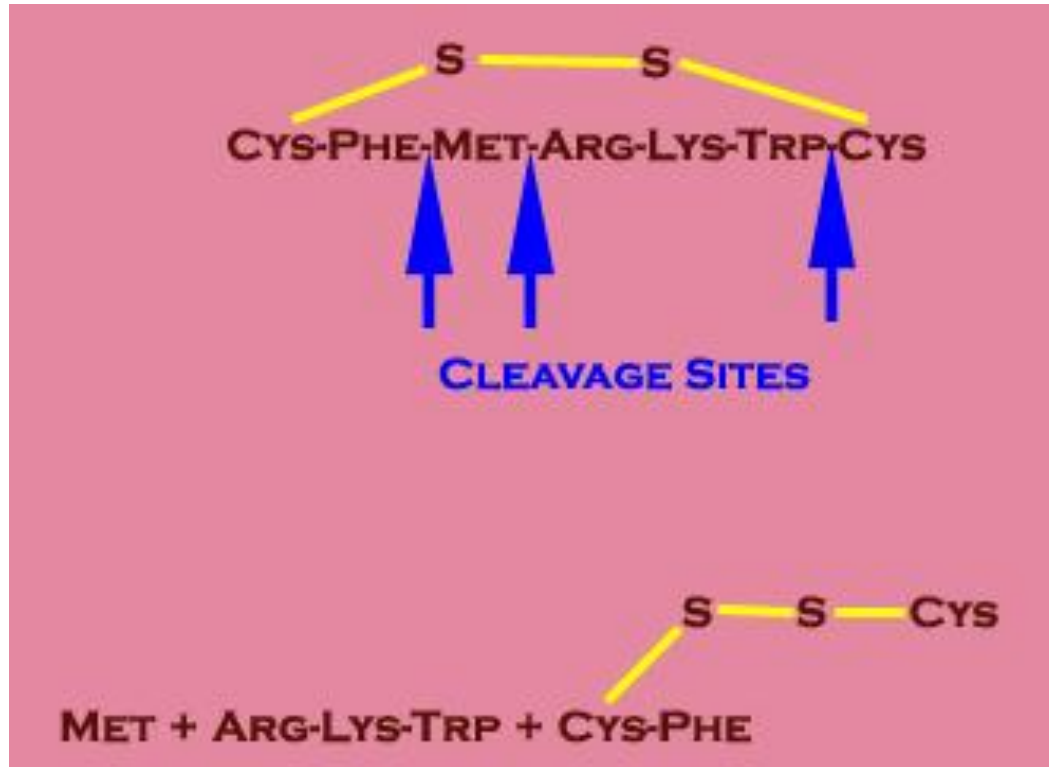 S S
CYS-PHE-MET-ARG-LYS-TRP-CYS
CLEAVAGE SITES
S S CYS
MET + ARG-LYS-TRP + CYS-PHE